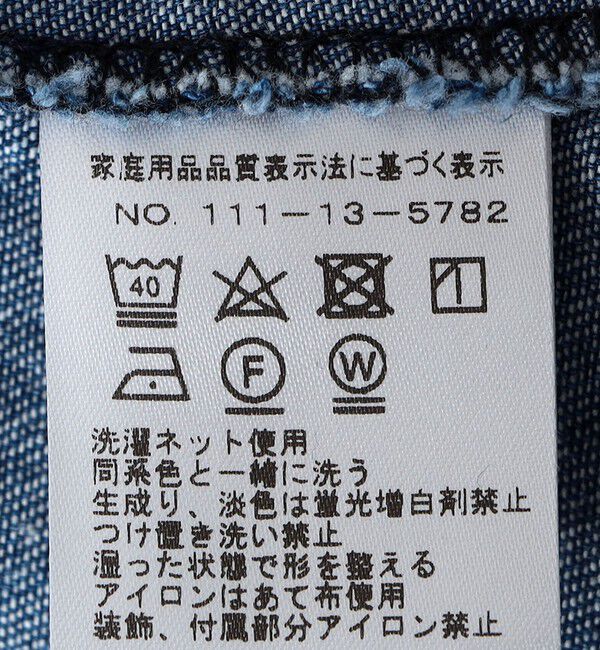 家庭用品品質表示法に基づく表示
NO. 111-13-5782
40
F W
洗濯ネット使用
同系色と一緒に洗う
生成り、淡色は蛍光増白剤禁止
つけ置き洗い禁止
湿った状態で形を整える
アイロンはあて布使用
装飾、付属部分アイロン禁止